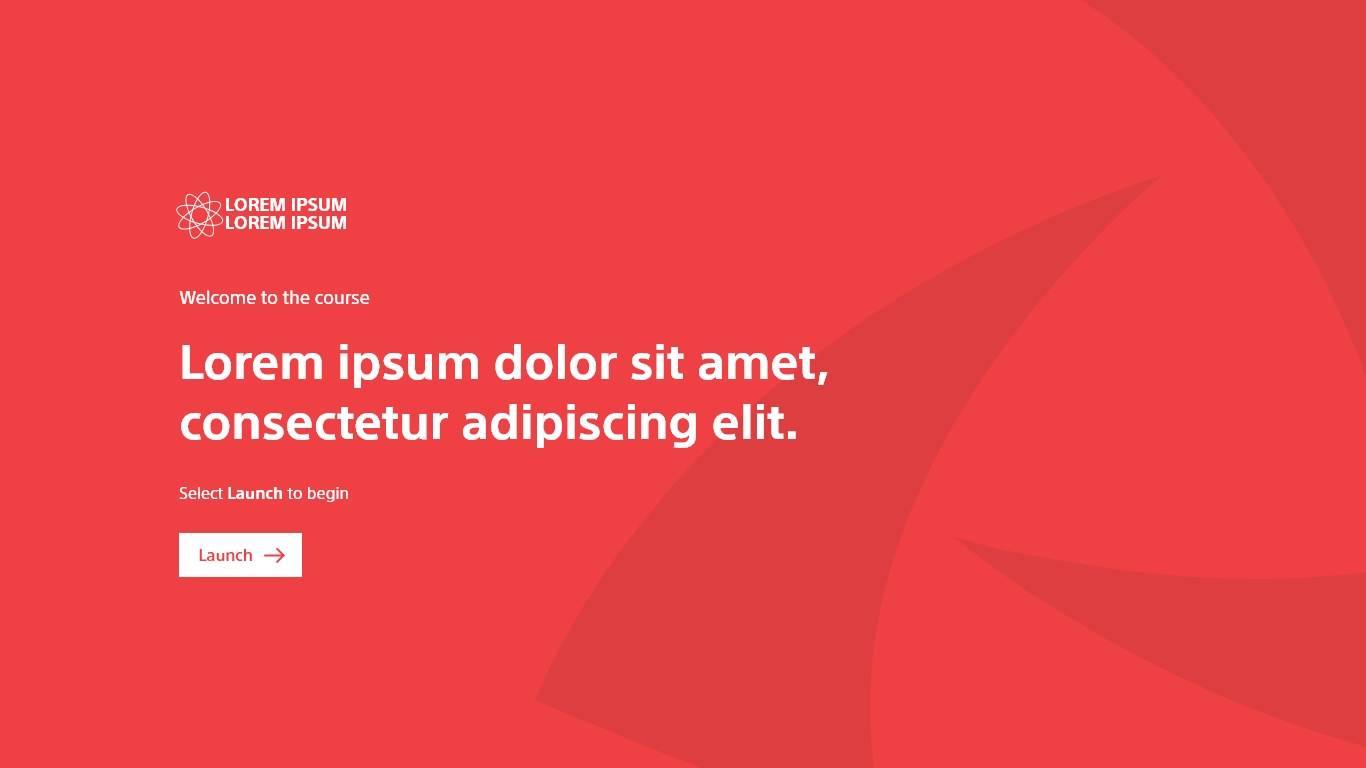 LOREM IPSUM
LOREM IPSUM
Welcome to the course
Lorem ipsum dolor sit amet,
consectetur adipiscing elit.
Select Launch to begin
Launch